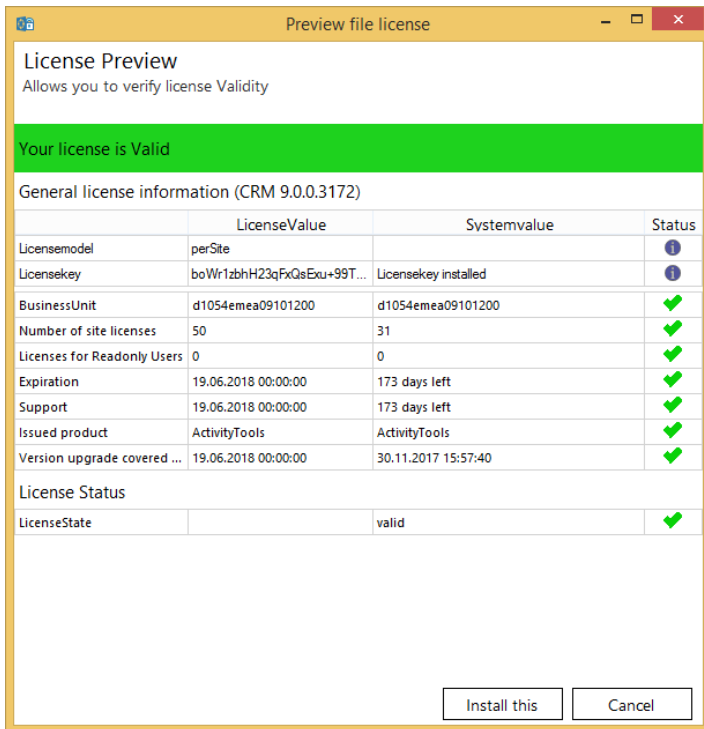 Preview file license
License Preview
Allows you to verify license Validity
Your license is Valid
General license information (CRM 9.0.0.3172)
LicenseValue Systemvalue Status
Licensemodel perSite
Licensekey boWr1zbhH23qFxQsExu+99T... Licensekey installed
BusinessUnit d1054emea09101200 d1054emea09101200
Number of site licenses 50 31
Licenses for Readonly Users 0 0
Expiration 19.06.2018 00:00:00 173 days left
Support 19.06.2018 00:00:00 173 days left
Issued product ActivityTools ActivityTools
Version upgrade covered ... 19.06.2018 00:00:00 30.11.2017 15:57:40
License Status
LicenseState valid
Install this Cancel